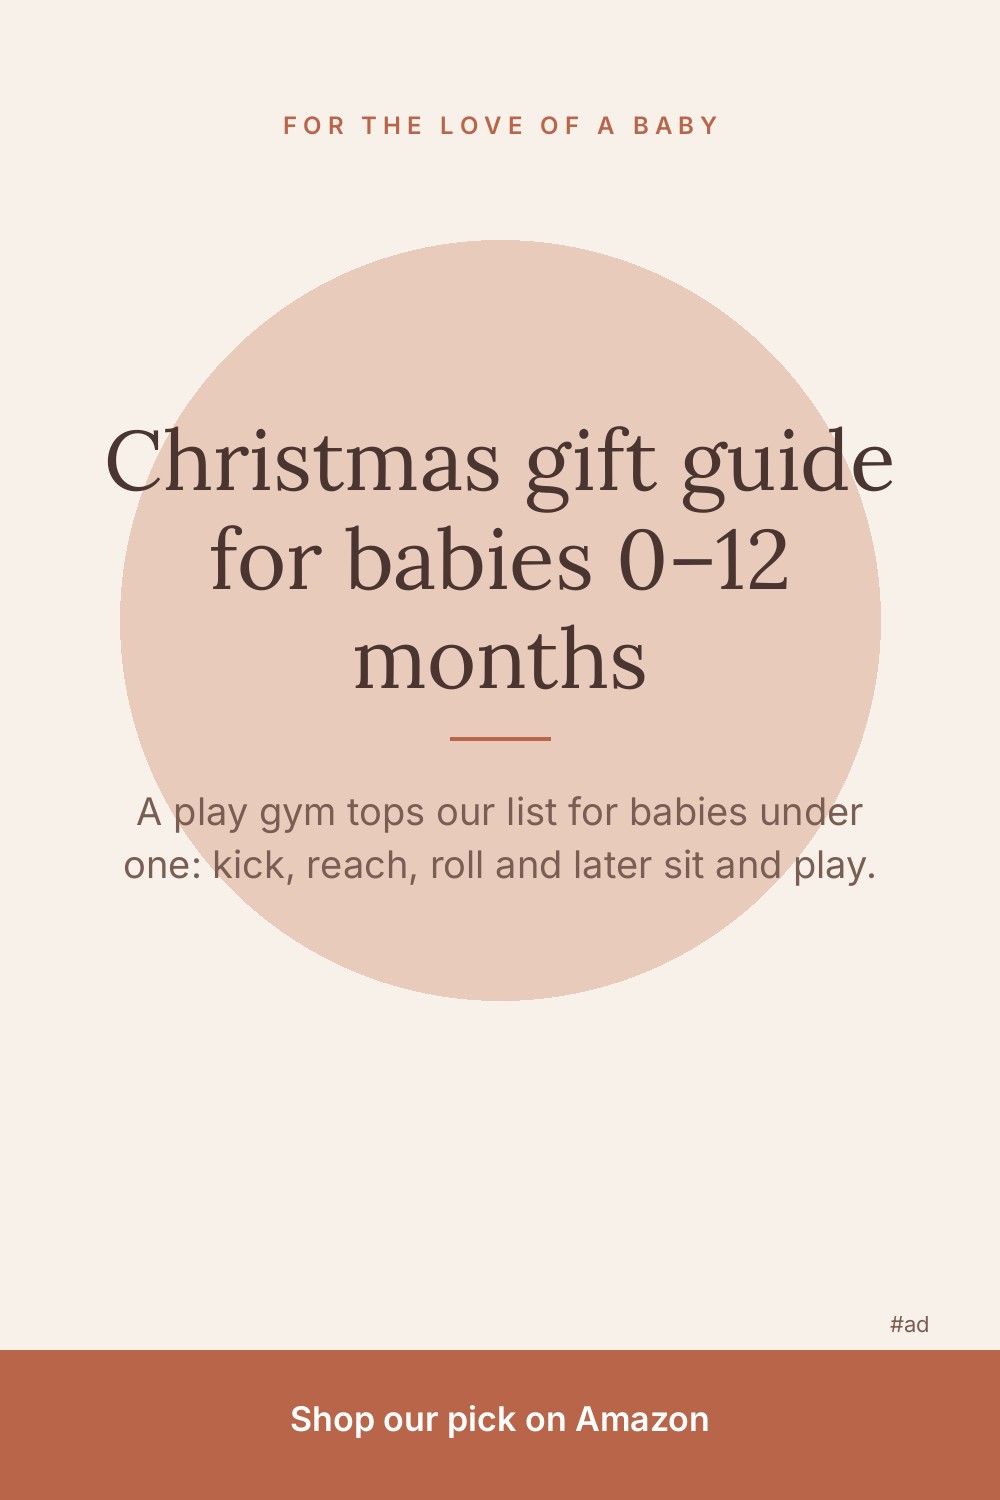 FOR THE LOVE OF A BABY
Christmas gift guide
for babies 0–12
months
A play gym tops our list for babies under
one: kick, reach, roll and later sit and play.
#ad
Shop our pick on Amazon